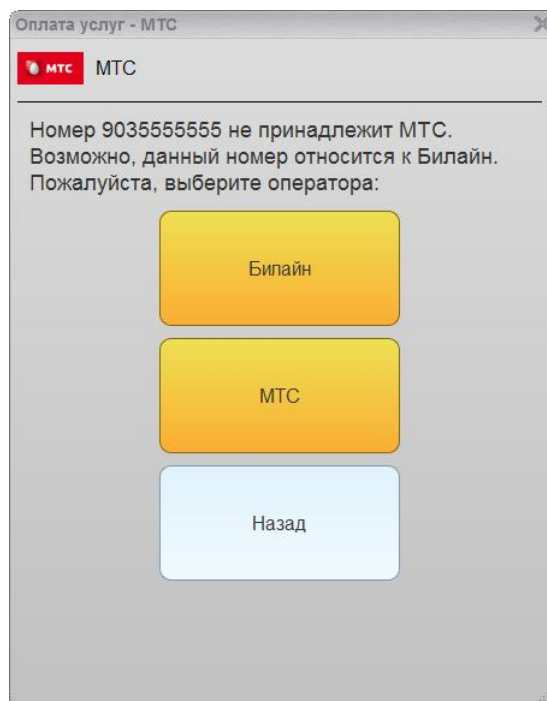 Оплата услуг - МТС
МТС МТС
Номер 9035555555 не принадлежит МТС.
Возможно, данный номер относится к Билайн.
Пожалуйста, выберите оператора:
Билайн
МТС
Назад